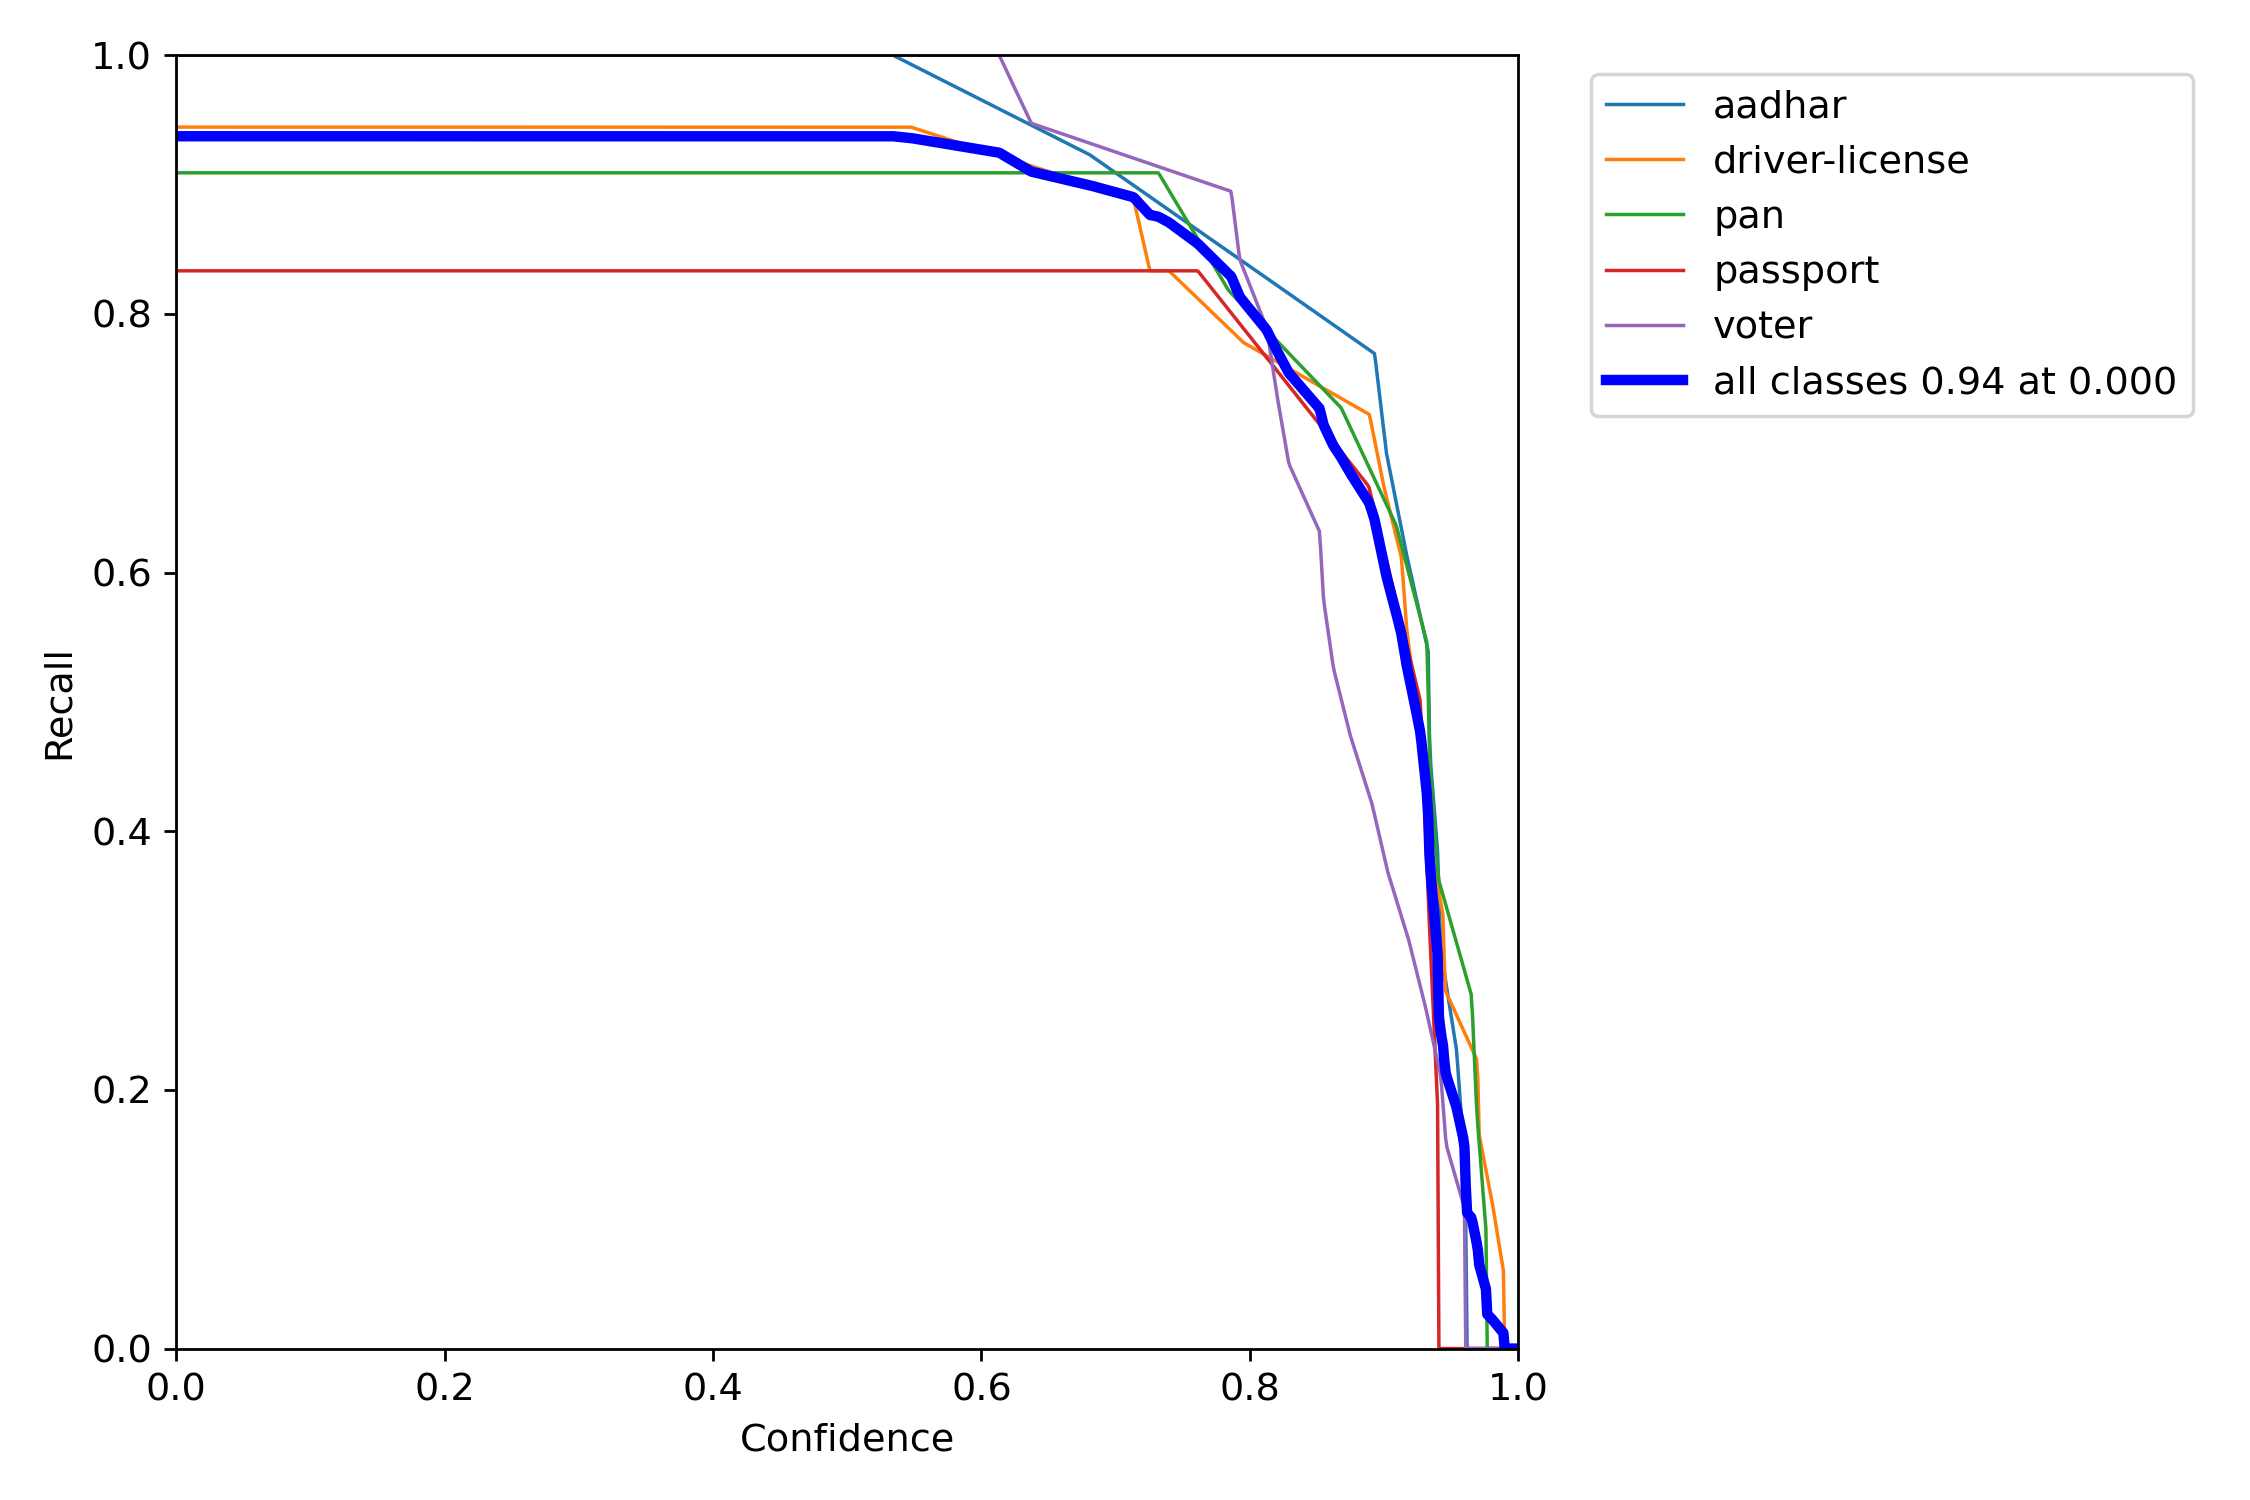 1.0
0.8
0.6
0.4
0.2
0.0
Recall
0.0 0.2 0.4 0.6 0.8 1.0
Confidence
aadhar
driver-license
pan
passport
voter
all classes 0.94 at 0.000